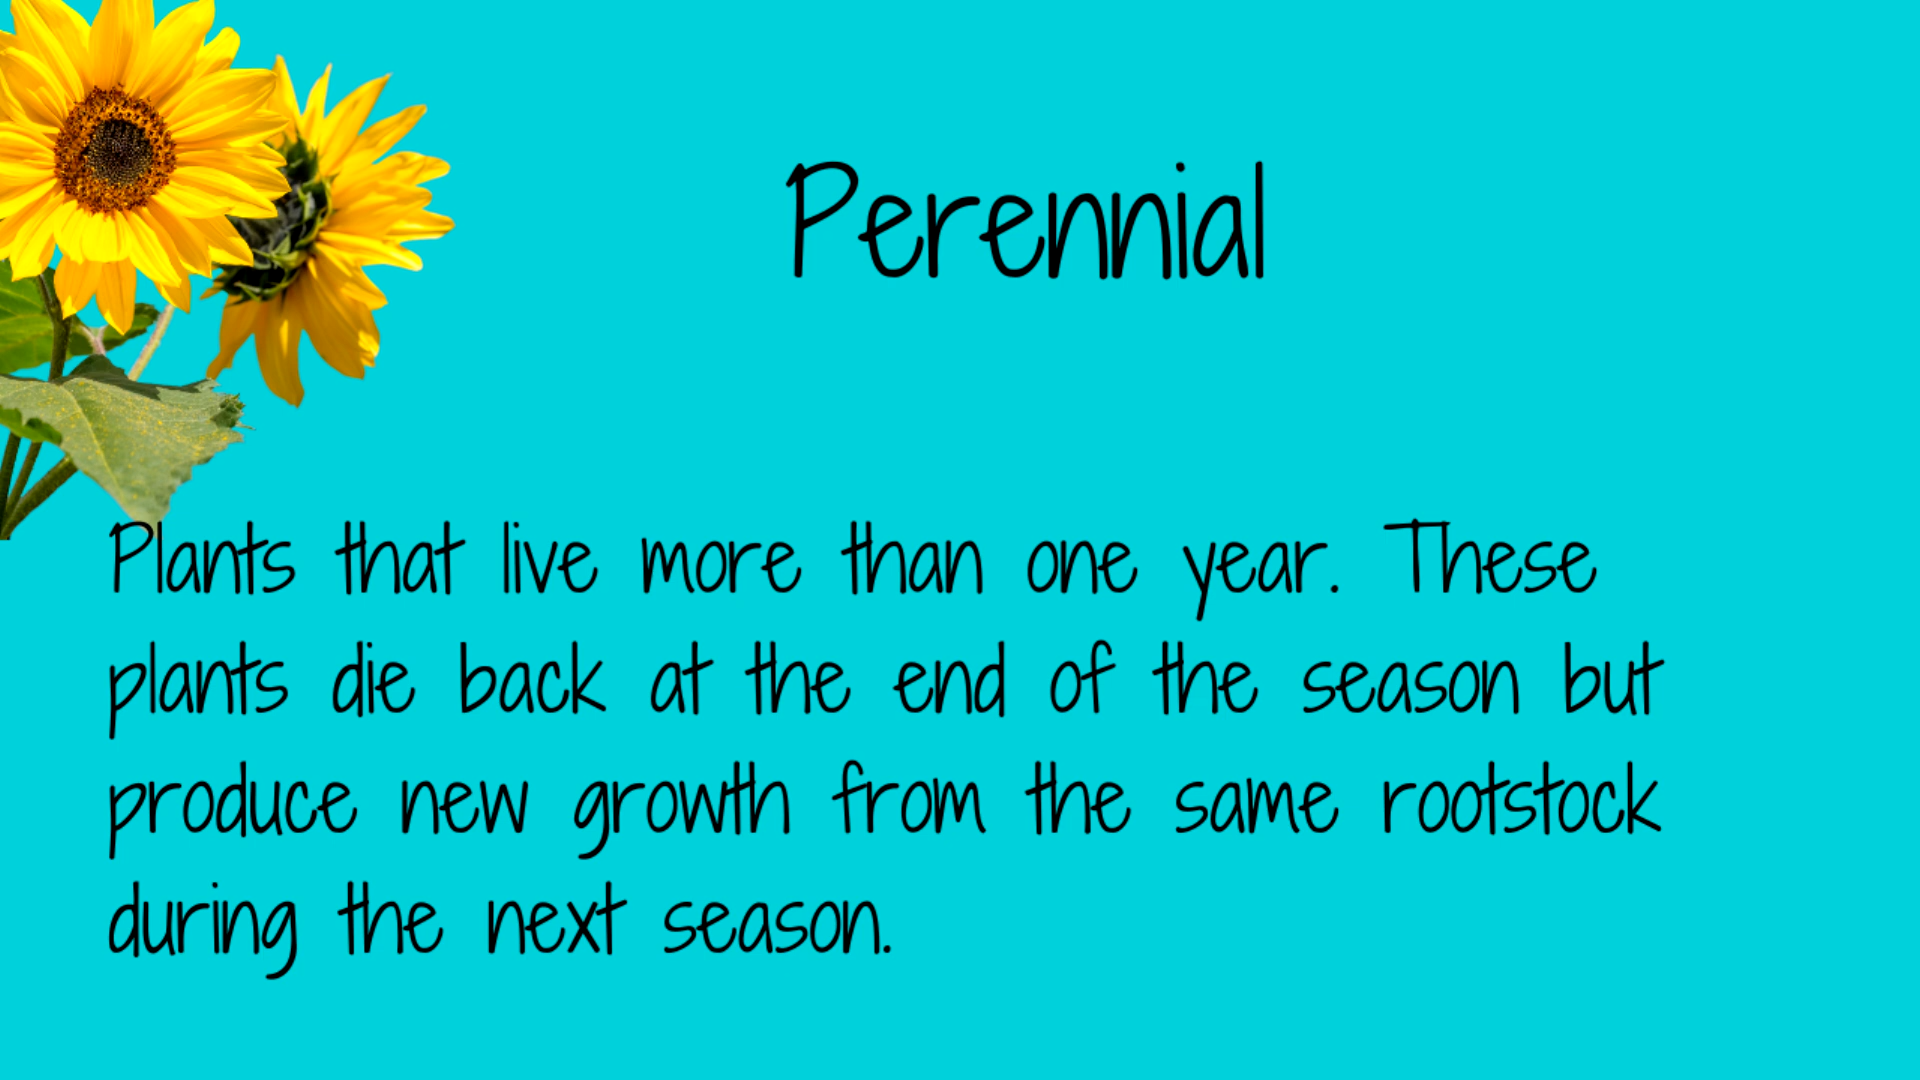 Perennial
Plants that live more than one year. These
plants die back at the end of the season but
produce new growth from the same rootstock
during the next season.